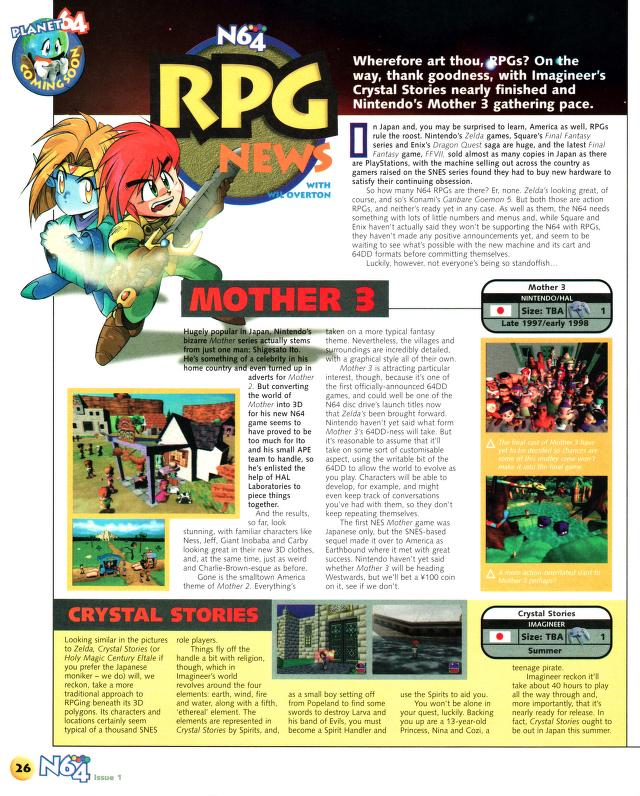 PLANET 64
COMING SOON
N64
RPG
NEWS
WITH
WIL OVERTON
Wherefore art thou, RPGs? On the
way, thank goodness, with Imagineer's
Crystal Stories nearly finished and
Nintendo's Mother 3 gathering pace.
In Japan and, you may be surprised to learn, America as well, RPGs
rule the roost. Nintendo's Zelda games, Square's Final Fantasy
series and Enix's Dragon Quest saga are huge, and the latest Final
Fantasy game, FFVII, sold almost as many copies in Japan as there
are PlayStations, with the machine selling out across the country as
gamers raised on the SNES series found they had to buy new hardware to
satisfy their continuing obsession.
So how many N64 RPGs are there? Er, none. Zelda's looking great, of
course, and so's Konami's Ganbare Goemon 5. But both those are action
RPGs, and neither's ready yet in any case. As well as them, the N64 needs
something with lots of little numbers and menus and, while Square and
Enix haven't actually said they won't be supporting the N64 with RPGs,
they haven't made any positive announcements yet, and seem to be
waiting to see what's possible with the new machine and its cart and
64DD formats before committing themselves.
Luckily, however, not everyone's being so standoffish...
MOTHER 3
Hugely popular in Japan, Nintendo's
bizarre Mother series actually stems
from just one man: Shigesato Ito.
He's something of a celebrity in his
home country and even turned up in
adverts for Mother
2. But converting
the world of
Mother into 3D
for his new N64
game seems to
have proved to be
too much for Ito
and his small APE
team to handle, so
he's enlisted the
help of HAL
Laboratories to
piece things
together.
And the results,
so far, look
stunning, with familiar characters like
Ness, Jeff, Giant Inobaba and Carby
looking great in their new 3D clothes,
and, at the same time, just as weird
and Charlie-Brown-esque as before.
Gone is the smalltown America
theme of Mother 2. Everything's
taken on a more typical fantasy
theme. Nevertheless, the villages and
surroundings are incredibly detailed,
with a graphical style all of their own.
Mother 3 is attracting particular
interest, though, because it's one of
the first officially-announced 64DD
games, and could well be one of the
N64 disc drive's launch titles now
that Zelda's been brought forward.
Nintendo haven't yet said what form
Mother 3's 64DD-ness will take. But
it's reasonable to assume that it'll
take on some sort of customisable
aspect, using the writable bit of the
64DD to allow the world to evolve as
you play. Characters will be able to
develop, for example, and might
even keep track of conversations
you've had with them, so they don't
keep repeating themselves.
The first NES Mother game was
Japanese only, but the SNES-based
sequel made it over to America as
Earthbound where it met with great
success. Nintendo haven't yet said
whether Mother 3 will be heading
Westwards, but we'll bet a ¥100 coin
on it, see if we don't.
Mother 3
NINTENDO/HAL
Size: TBA 1
Late 1997/early 1998
The final cast of Mother 3 have
yet to be decided so chances are
some of this motley crew won't
make it into the final game.
A more action orientated slant to
Mother 3 perhaps?
CRYSTAL STORIES
Looking similar in the pictures
to Zelda, Crystal Stories (or
Holy Magic Century Eltale if
you prefer the Japanese
moniker – we do) will, we
reckon, take a more
traditional approach to
RPGing beneath its 3D
polygons. Its characters and
locations certainly seem
typical of a thousand SNES
role players.
Things fly off the
handle a bit with religion,
though, which in
Imagineer's world
revolves around the four
elements: earth, wind, fire
and water, along with a fifth,
'ethereal' element. The
elements are represented in
Crystal Stories by Spirits, and,
as a small boy setting off
from Popeland to find some
swords to destroy Larva and
his band of Evils, you must
become a Spirit Handler and
use the Spirits to aid you.
You won't be alone in
your quest, luckily. Backing
you up are a 13-year-old
Princess, Nina and Cozi, a
teenage pirate.
Imagineer reckon it'll
take about 40 hours to play
all the way through and,
more importantly, that it's
nearly ready for release. In
fact, Crystal Stories ought to
be out in Japan this summer.
Crystal Stories
IMAGINEER
Size: TBA 1
Summer
26 N64 Issue 1